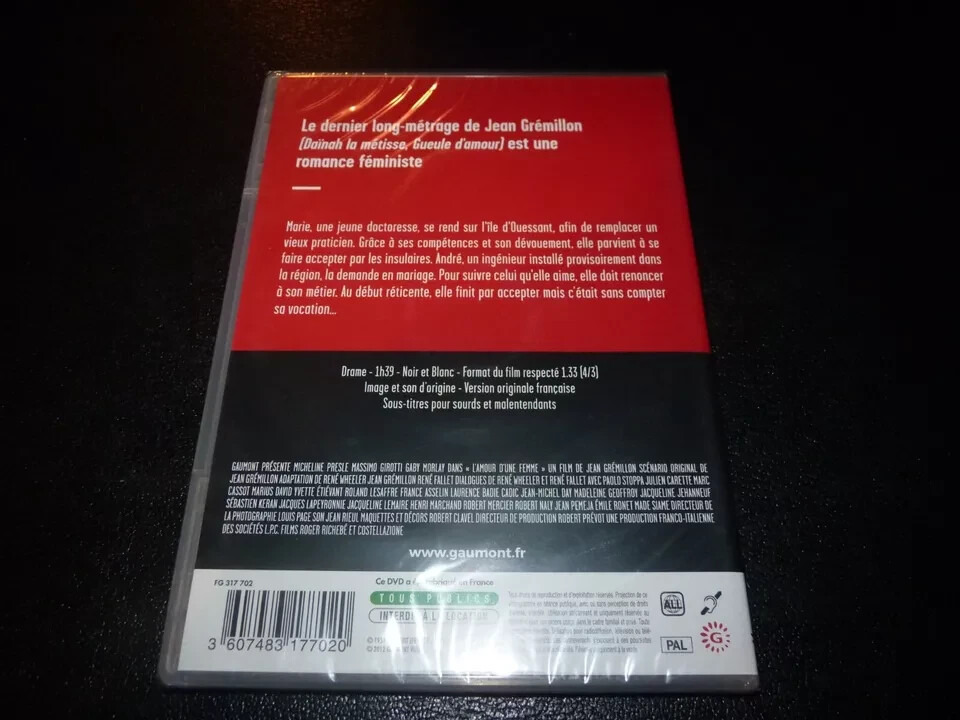 Le dernier long-métrage de Jean Grémillon
(Daïnah la métisse, Gueule d'amour) est une
romance féministe
Marie, une jeune doctoresse, se rend sur l'île d'Ouessant, afin de remplacer un
vieux praticien. Grâce à ses compétences et son dévouement, elle parvient à se
faire accepter par les insulaires. André, un ingénieur installé provisoirement dans
la région, la demande en mariage. Pour suivre celui qu'elle aime, elle doit renoncer
à son métier. Au début réticente, elle finit par accepter mais c'était sans compter
sa vocation...
Drame - 1h39 - Noir et Blanc - Format du film respecté 1.33 (4/3)
Image et son d'origine - Version originale française
Sous-titres pour sourds et malentendants
GAUMONT PRÉSENTE MICHELINE PRESLE MASSIMO GIROTTI GABY MORLAY DANS « L'AMOUR D'UNE FEMME » UN FILM DE JEAN GRÉMILLON SCÉNARIO ORIGINAL DE
JEAN GRÉMILLON ADAPTATION DE RENÉ WHEELER JEAN GRÉMILLON RENÉ FALLET DIALOGUES DE RENÉ WHEELER ET RENÉ FALLET AVEC PAOLO STOPPA JULIEN CARETTE MARC
CASSOT MARIUS DAVID YVETTE ÉTIÉVANT ROLAND LESAFFRE FRANCE ASSELIN LAURENCE BADIE CADIC JEAN-MICHEL DAY MADELEINE GEOFFROY JACQUELINE JEHANNEUF
SÉBASTIEN KERAN JACQUES LAPEYRONNIE JACQUELINE LEMAIRE HENRI MARCHAND ROBERT MERCIER ROBERT NALY JEAN PEMEJA ÉMILE RONET MADE SIAME DIRECTEUR DE
LA PHOTOGRAPHIE LOUIS PAGE SON JEAN RIEUL MAQUETTES ET DÉCORS ROBERT CLAVEL DIRECTEUR DE PRODUCTION ROBERT PRÉVOT UNE PRODUCTION FRANCO-ITALIENNE
DES SOCIÉTÉS L.P.C. FILMS ROGER RICHEBÉ ET COSTELLAZIONE
www.gaumont.fr
FG 317 702
3 607483 177020
Ce DVD a été fabriqué en France
TOUS PUBLICS
INTERDIT À LA LOCATION
ALL
PAL
G